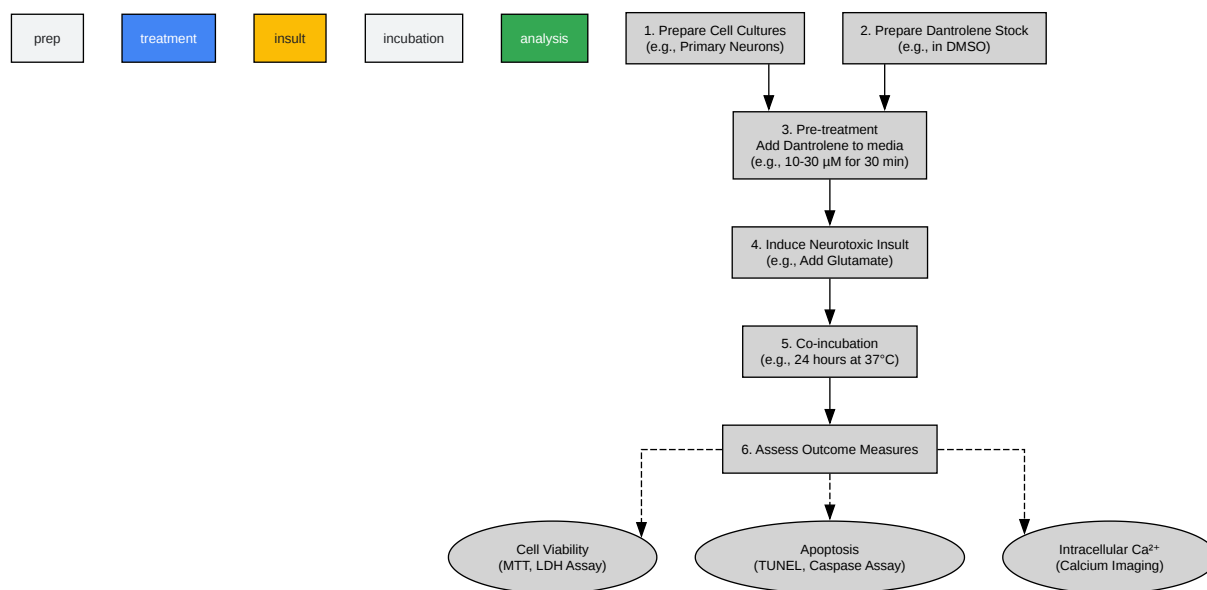 prep
treatment
insult
incubation
analysis
1. Prepare Cell Cultures
(e.g., Primary Neurons)
2. Prepare Dantrolene Stock
(e.g., in DMSO)
3. Pre-treatment
Add Dantrolene to media
(e.g., 10-30 µM for 30 min)
4. Induce Neurotoxic Insult
(e.g., Add Glutamate)
5. Co-incubation
(e.g., 24 hours at 37°C)
6. Assess Outcome Measures
Cell Viability
(MTT, LDH Assay)
Apoptosis
(TUNEL, Caspase Assay)
Intracellular Ca²⁺
(Calcium Imaging)